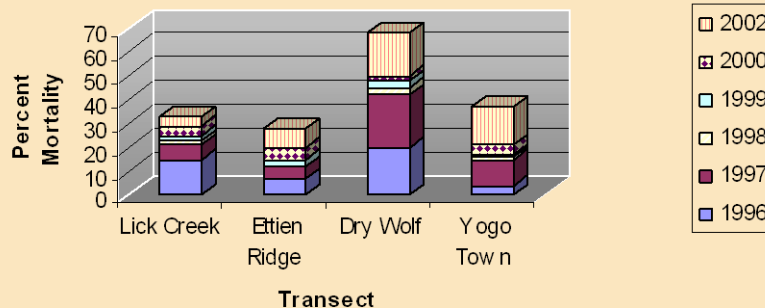 70
60
50
40
30
20
10
0
Percent
Mortality
Lick Creek
Ettien
Ridge
Dry Wolf
Yogo
Town
Transect
2002
2000
1999
1998
1997
1996